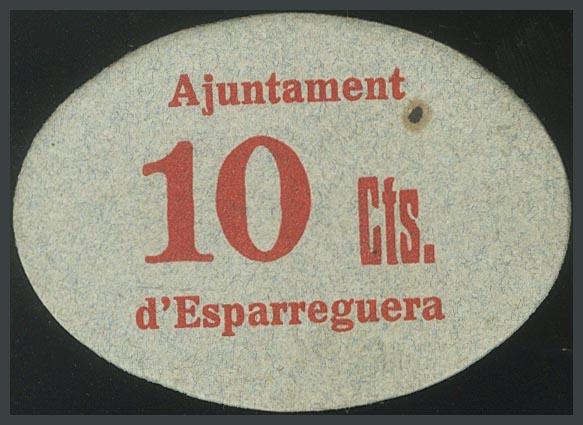 Ajuntament
10 Cts.
d'Esparreguera